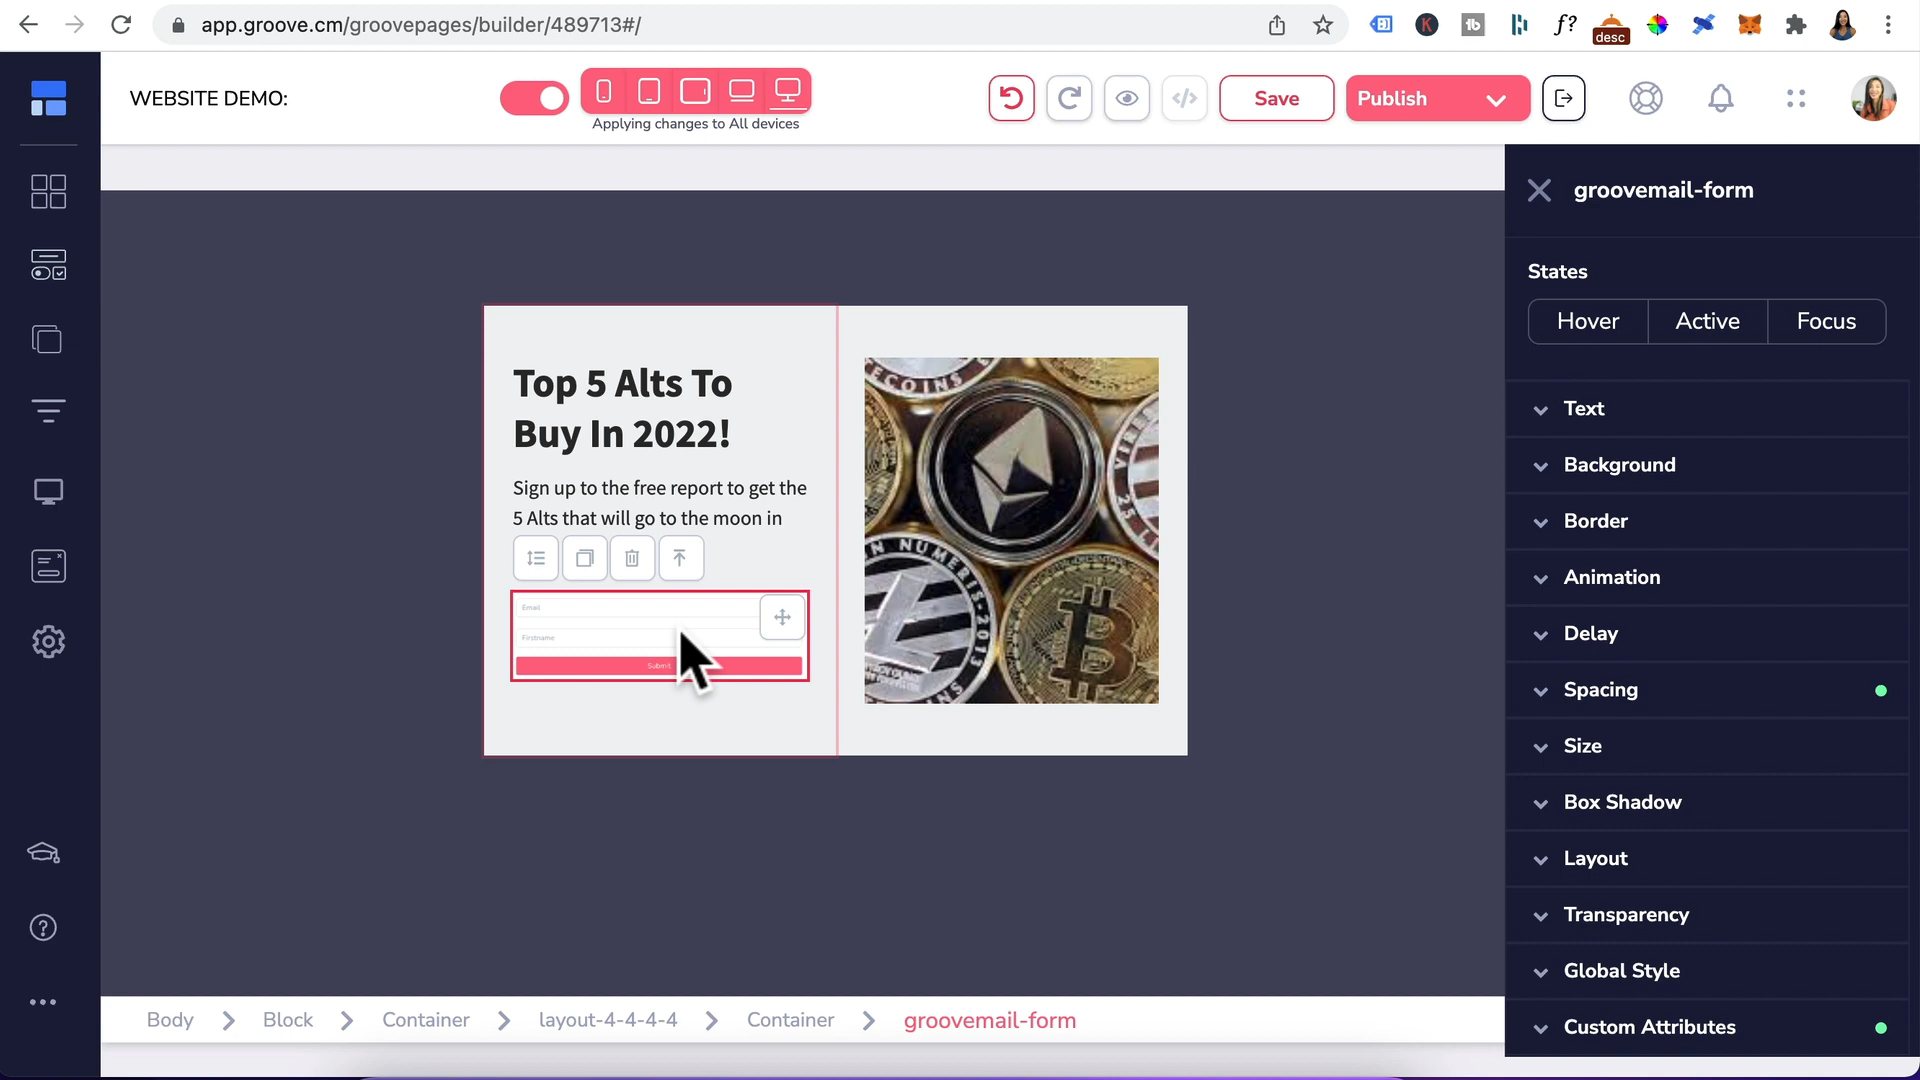 app.groove.cm/groovepages/builder/489713#/
desc
WEBSITE DEMO:
Applying changes to All devices
Save
Publish
groovemail-form
States
Hover
Active
Focus
Text
Background
Border
Animation
Delay
Spacing
Size
Box Shadow
Layout
Transparency
Global Style
Custom Attributes
Top 5 Alts To
Buy In 2022!
Sign up to the free report to get the
5 Alts that will go to the moon in
Email
Firstname
Submit
Body
Block
Container
layout-4-4-4-4
Container
groovemail-form